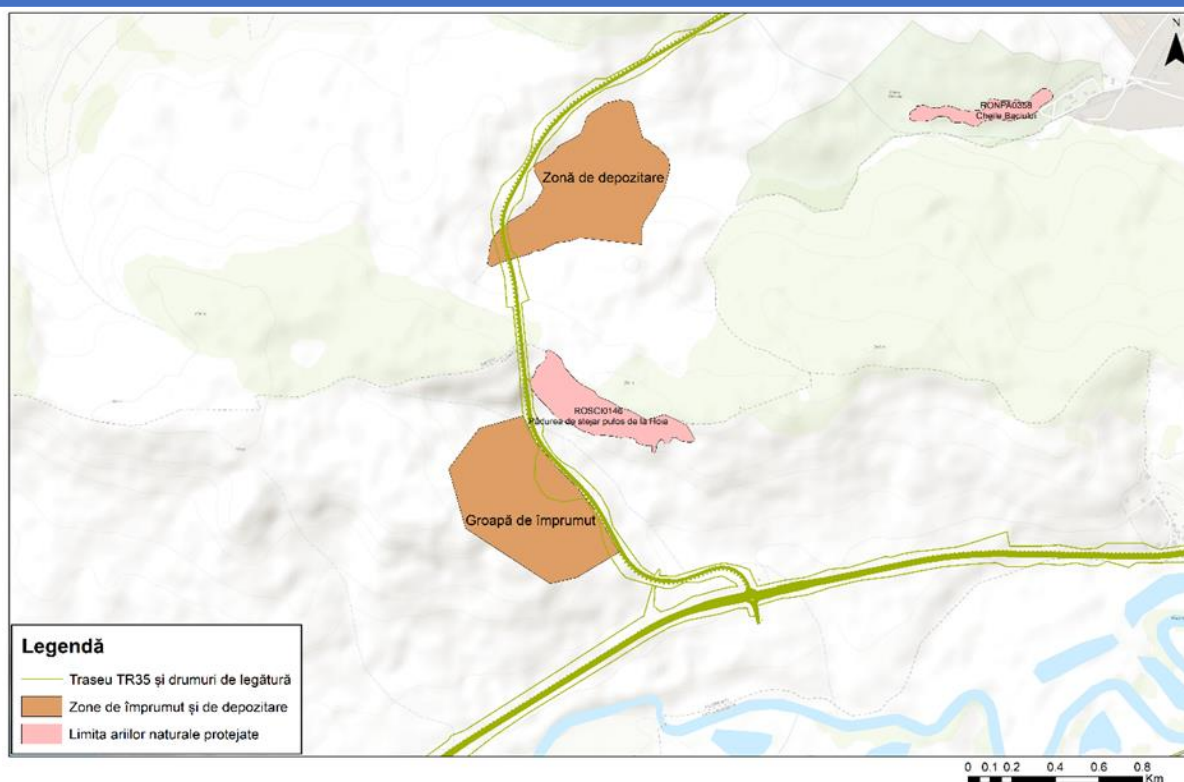 N
RONPA0358
Cheile Baciului
Zonă de depozitare
ROSCI0146
Pădurea de stejar pufos de la Hoia
Groapă de împrumut
Legendă
Traseu TR35 și drumuri de legătură
Zone de împrumut și de depozitare
Limita ariilor naturale protejate
0 0.1 0.2 0.4 0.6 0.8
Km